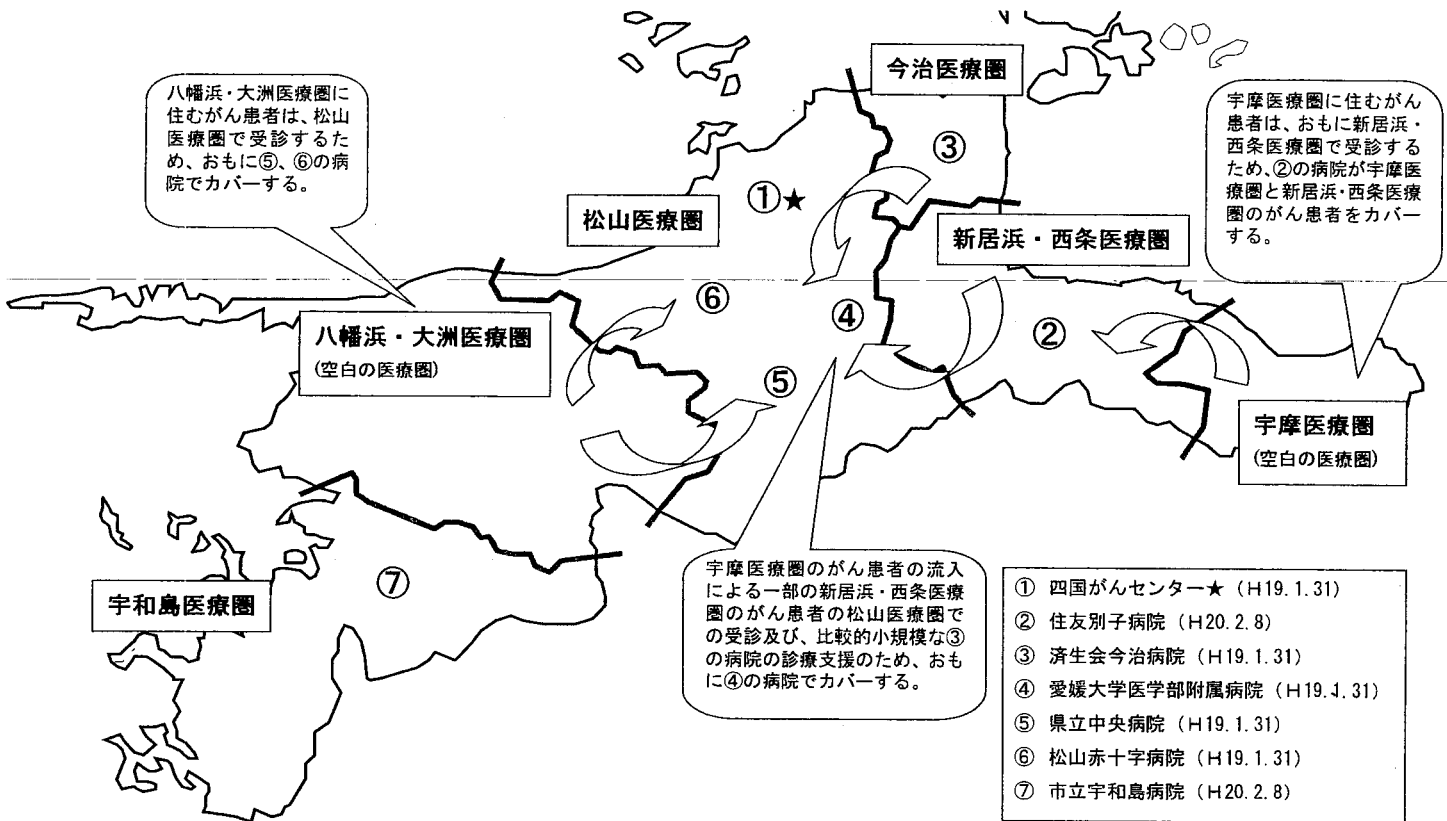 今治医療圏
八幡浜・大洲医療圏に
住むがん患者は、松山
医療圏で受診するた
め、おもに⑤、⑥の病
院でカバーする。
宇摩医療圏に住むがん
患者は、おもに新居浜・
西条医療圏で受診する
ため、②の病院が宇摩医
療圏と新居浜・西条医療
圏のがん患者をカバー
する。
③
①★
松山医療圏
新居浜・西条医療圏
⑥
④
②
八幡浜・大洲医療圏
(空白の医療圏)
⑤
宇摩医療圏
(空白の医療圏)
宇和島医療圏
⑦
宇摩医療圏のがん患者の流入
による一部の新居浜・西条医療
圏のがん患者の松山医療圏で
の受診及び、比較的小規模な③
の病院の診療支援のため、おも
に④の病院でカバーする。
① 四国がんセンター★ (H19.1.31)
② 住友別子病院 (H20.2.8)
③ 済生会今治病院 (H19.1.31)
④ 愛媛大学医学部附属病院 (H19.1.31)
⑤ 県立中央病院 (H19.1.31)
⑥ 松山赤十字病院 (H19.1.31)
⑦ 市立宇和島病院 (H20.2.8)